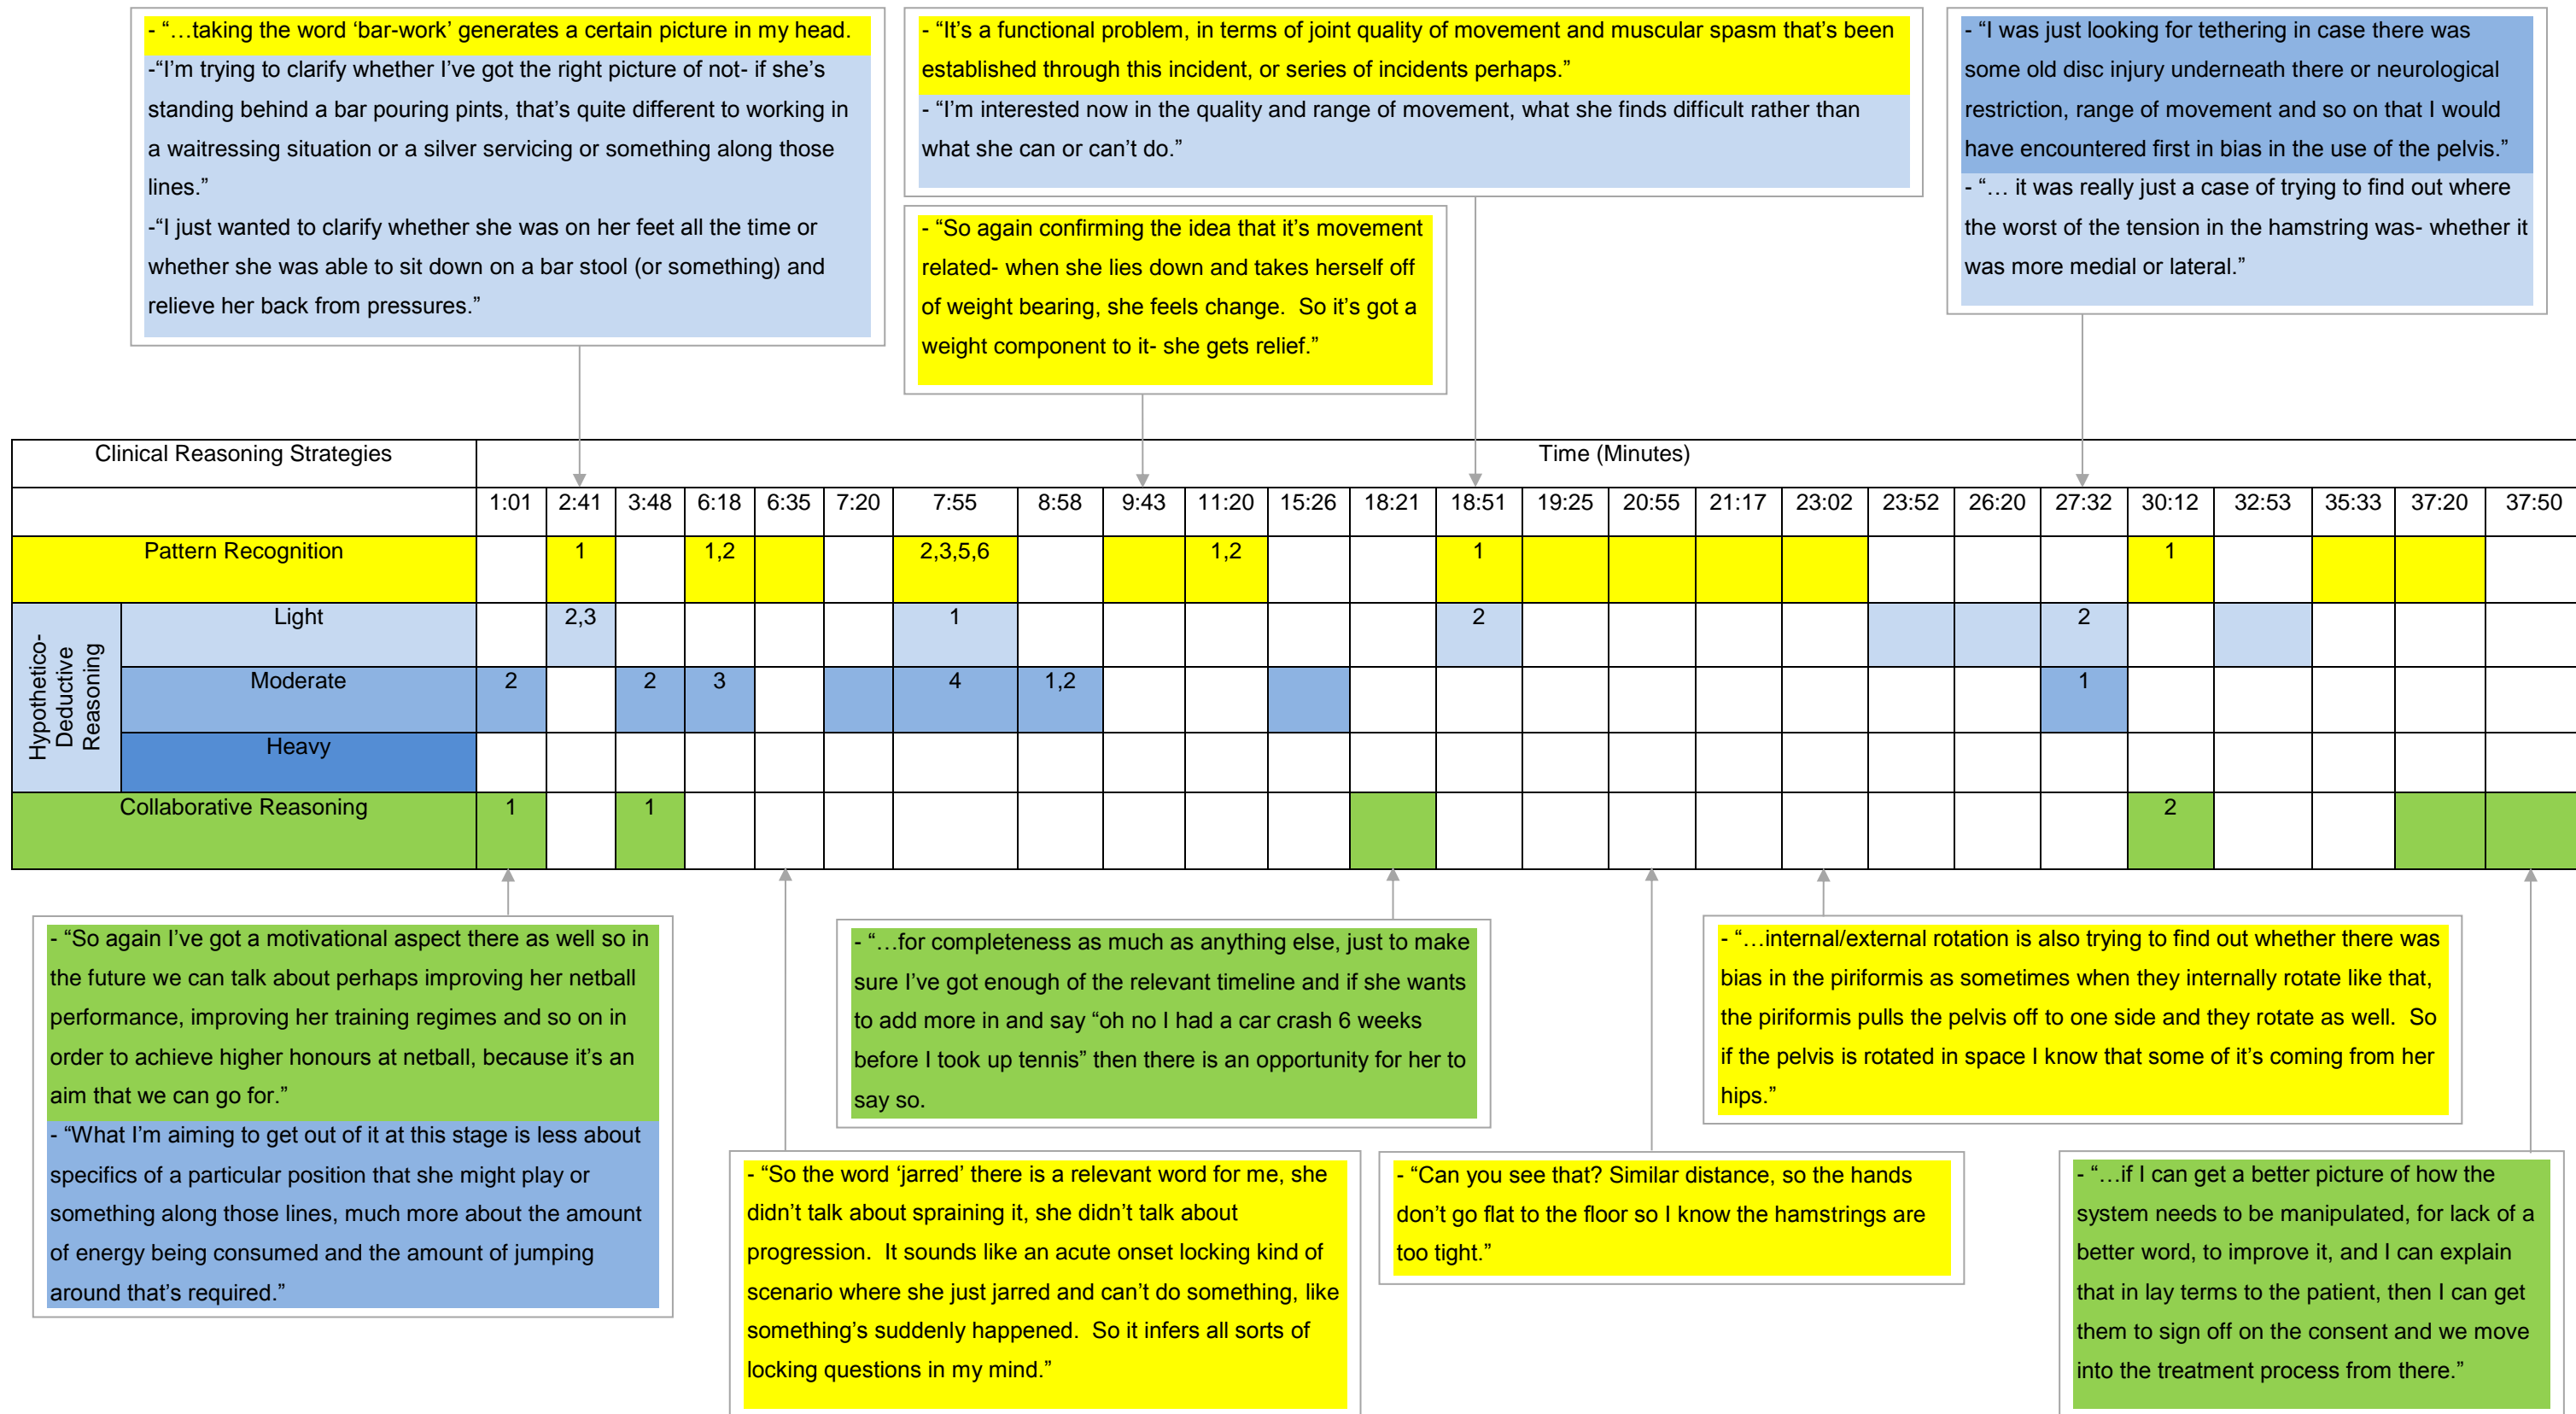 - “…taking the word ‘bar-work’ generates a certain picture in my head.
-“I’m trying to clarify whether I’ve got the right picture of not- if she’s
standing behind a bar pouring pints, that’s quite different to working in
a waitressing situation or a silver servicing or something along those
lines.”
-“I just wanted to clarify whether she was on her feet all the time or
whether she was able to sit down on a bar stool (or something) and
relieve her back from pressures.”
- “It’s a functional problem, in terms of joint quality of movement and muscular spasm that’s been
established through this incident, or series of incidents perhaps.”
- “I’m interested now in the quality and range of movement, what she finds difficult rather than
what she can or can’t do.”
- “So again confirming the idea that it’s movement
related- when she lies down and takes herself off
of weight bearing, she feels change.  So it’s got a
weight component to it- she gets relief.”
- “I was just looking for tethering in case there was
some old disc injury underneath there or neurological
restriction, range of movement and so on that I would
have encountered first in bias in the use of the pelvis.”
- “… it was really just a case of trying to find out where
the worst of the tension in the hamstring was- whether it
was more medial or lateral.”
Clinical Reasoning Strategies Time (Minutes)
1:01 2:41 3:48 6:18 6:35 7:20 7:55 8:58 9:43 11:20 15:26 18:21 18:51 19:25 20:55 21:17 23:02 23:52 26:20 27:32 30:12 32:53 35:33 37:20 37:50
Pattern Recognition 1 1,2 2,3,5,6 1,2 1 1
Hypothetico-
Deductive
Reasoning
Light 2,3 1 2 2
Moderate 2 2 3 4 1,2 1
Heavy
Collaborative Reasoning 1 1 2
- “So again I’ve got a motivational aspect there as well so in
the future we can talk about perhaps improving her netball
performance, improving her training regimes and so on in
order to achieve higher honours at netball, because it’s an
aim that we can go for.”
- “What I’m aiming to get out of it at this stage is less about
specifics of a particular position that she might play or
something along those lines, much more about the amount
of energy being consumed and the amount of jumping
around that’s required.”
- “So the word ‘jarred’ there is a relevant word for me, she
didn’t talk about spraining it, she didn’t talk about
progression.  It sounds like an acute onset locking kind of
scenario where she just jarred and can’t do something, like
something’s suddenly happened.  So it infers all sorts of
locking questions in my mind.”
- “…for completeness as much as anything else, just to make
sure I’ve got enough of the relevant timeline and if she wants
to add more in and say “oh no I had a car crash 6 weeks
before I took up tennis” then there is an opportunity for her to
say so.
- “Can you see that? Similar distance, so the hands
don’t go flat to the floor so I know the hamstrings are
too tight.”
- “…internal/external rotation is also trying to find out whether there was
bias in the piriformis as sometimes when they internally rotate like that,
the piriformis pulls the pelvis off to one side and they rotate as well.  So
if the pelvis is rotated in space I know that some of it’s coming from her
hips.”
- “…if I can get a better picture of how the
system needs to be manipulated, for lack of a
better word, to improve it, and I can explain
that in lay terms to the patient, then I can get
them to sign off on the consent and we move
into the treatment process from there.”